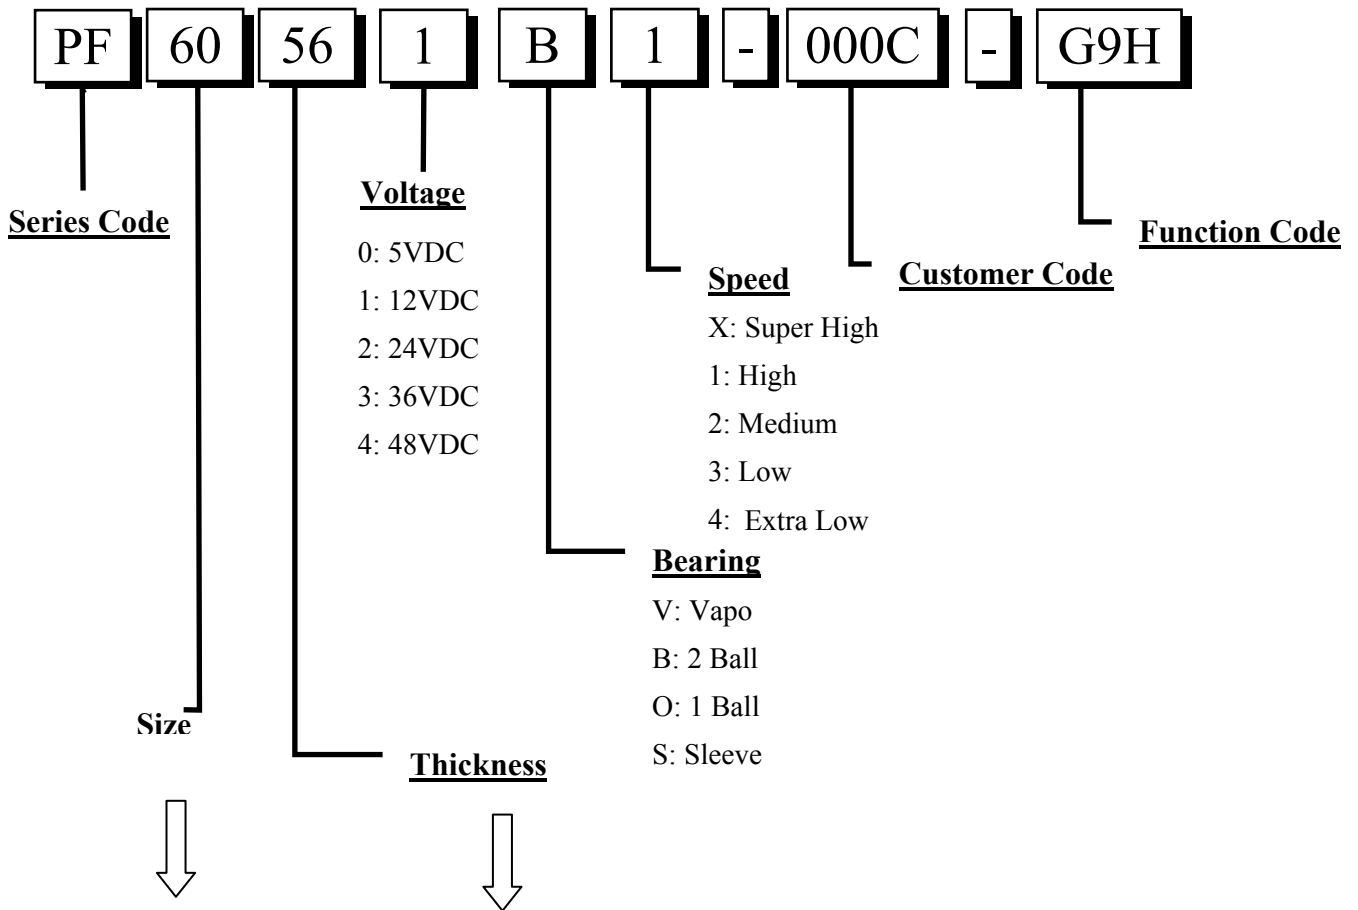 PF 60 56 1 B 1 - 000C - G9H
Series Code
Voltage
0: 5VDC
1: 12VDC
2: 24VDC
3: 36VDC
4: 48VDC
Function Code
Customer Code
Speed
X: Super High
1: High
2: Medium
3: Low
4: Extra Low
Bearing
V: Vapo
B: 2 Ball
O: 1 Ball
S: Sleeve
Size
Thickness